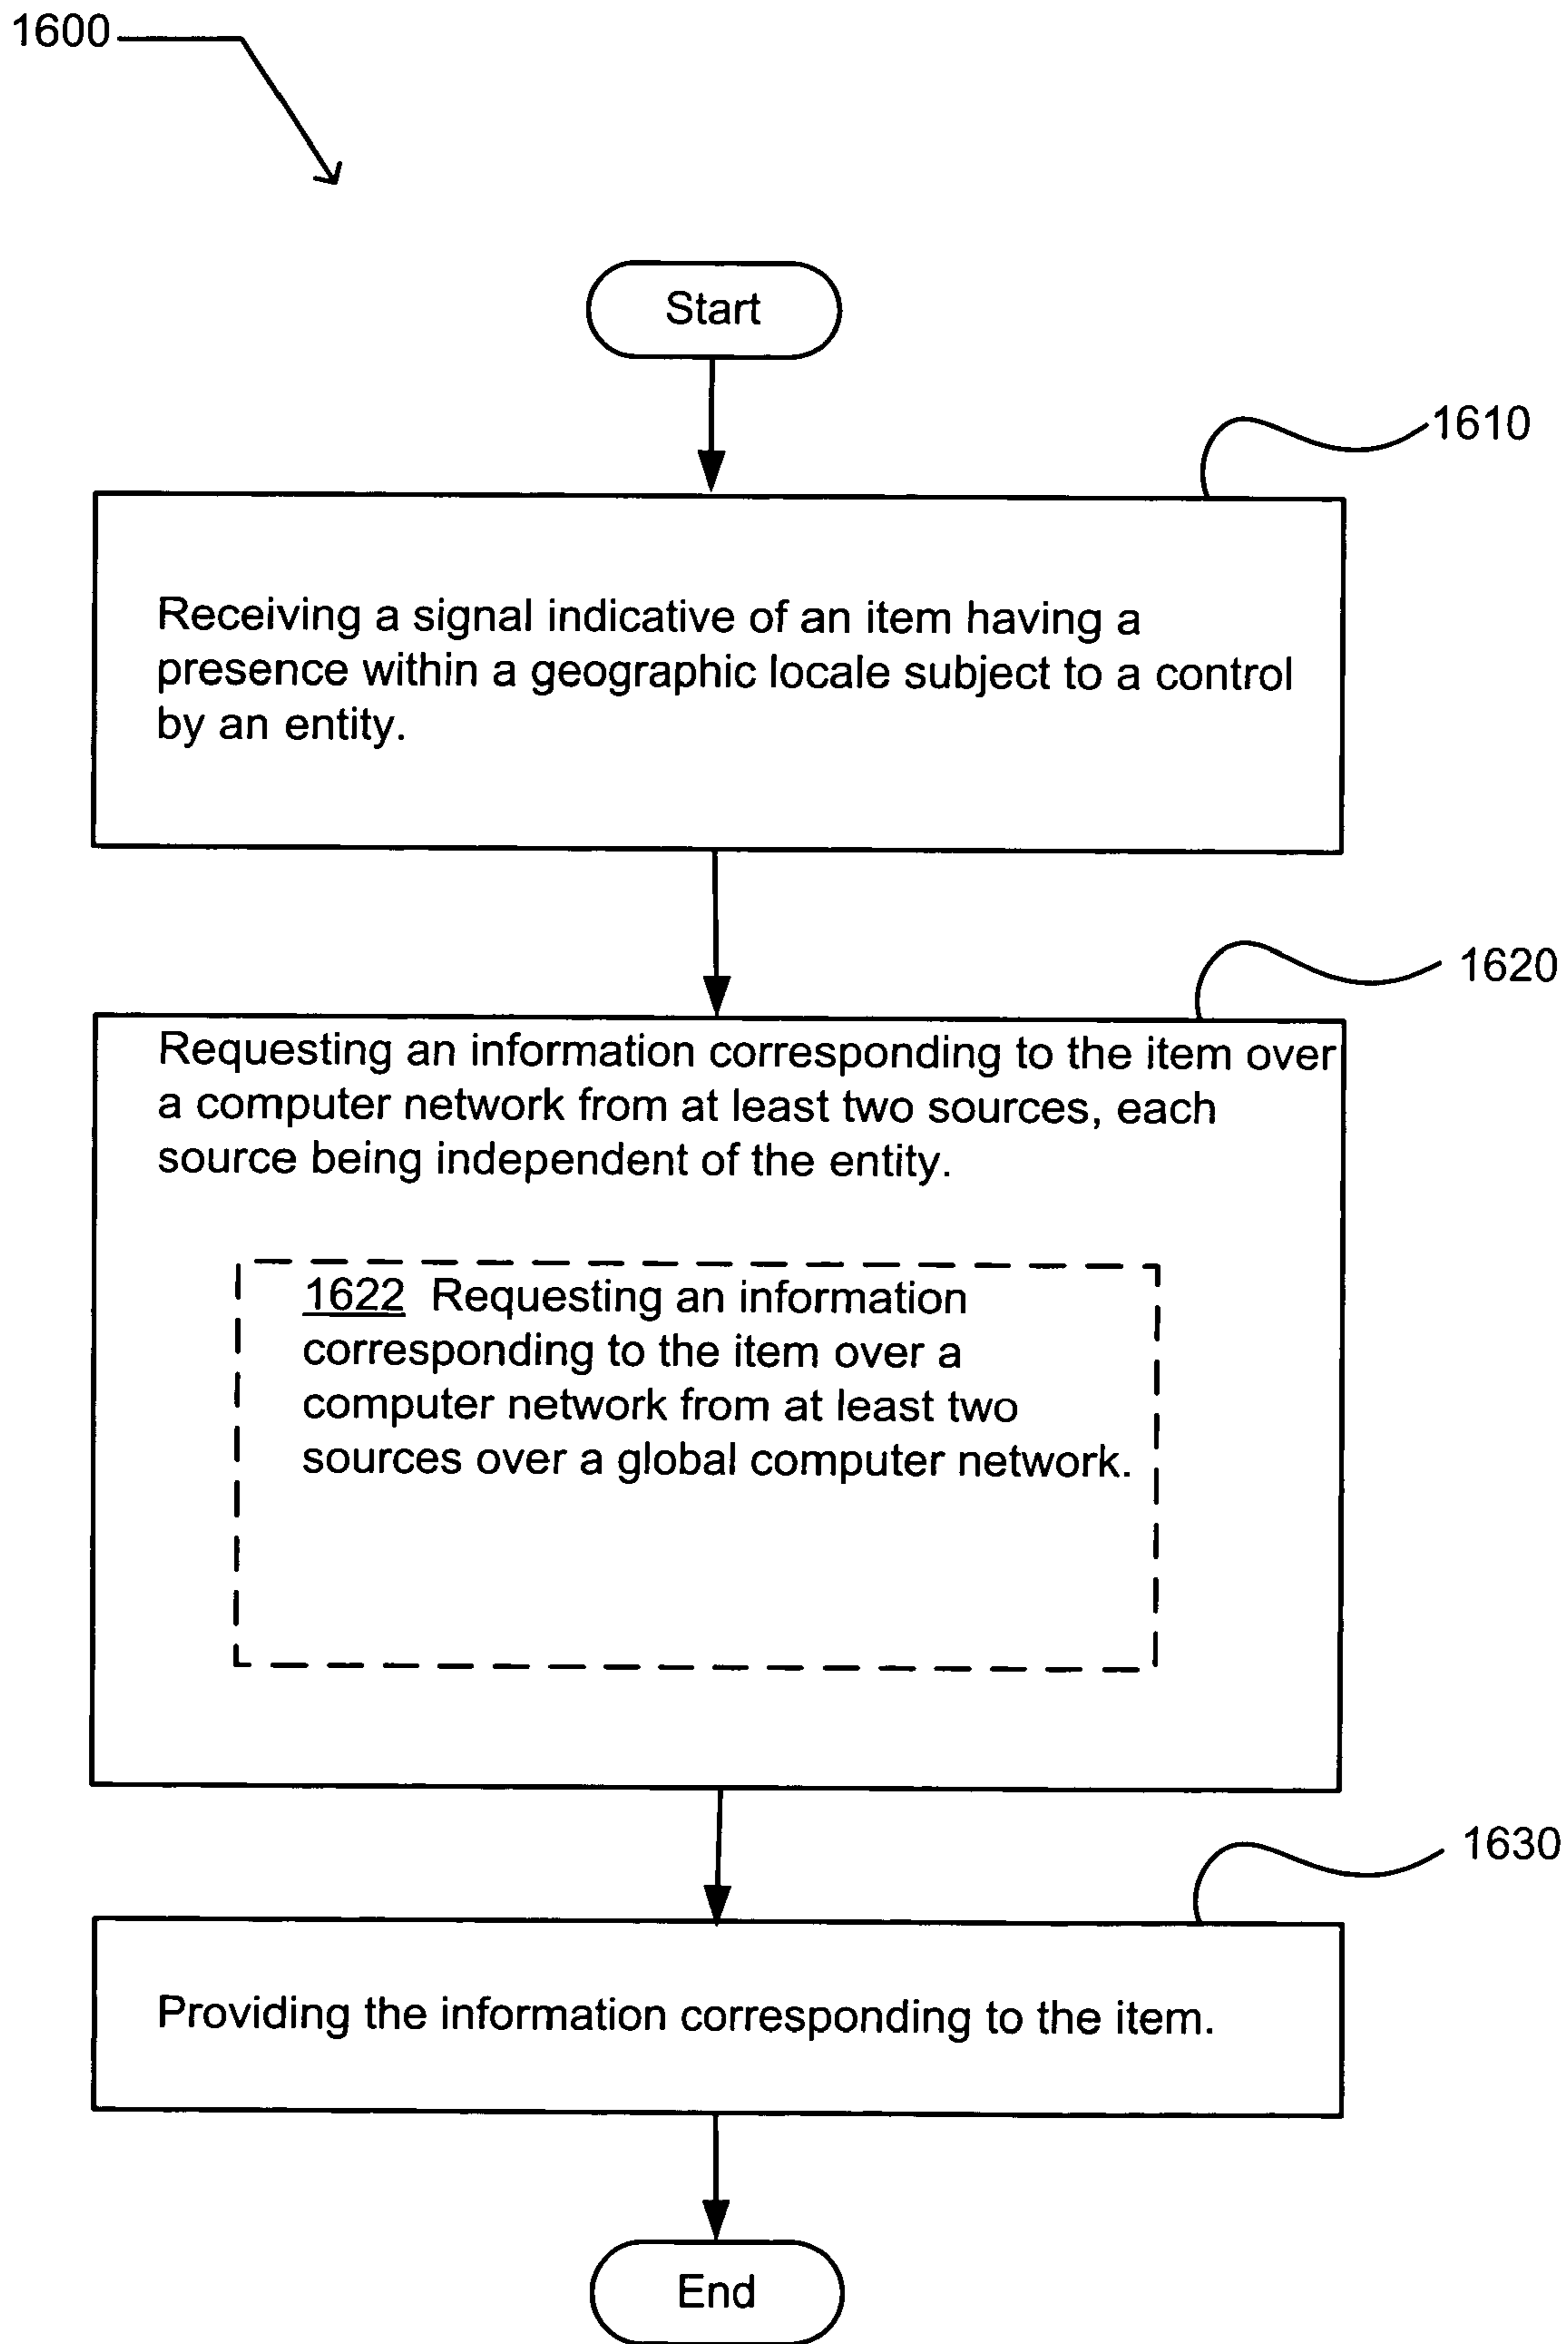 1600
Start
1610
Receiving a signal indicative of an item having a
presence within a geographic locale subject to a control
by an entity.
1620
Requesting an information corresponding to the item over
a computer network from at least two sources, each
source being independent of the entity.
1622 Requesting an information
corresponding to the item over a
computer network from at least two
sources over a global computer network.
1630
Providing the information corresponding to the item.
End